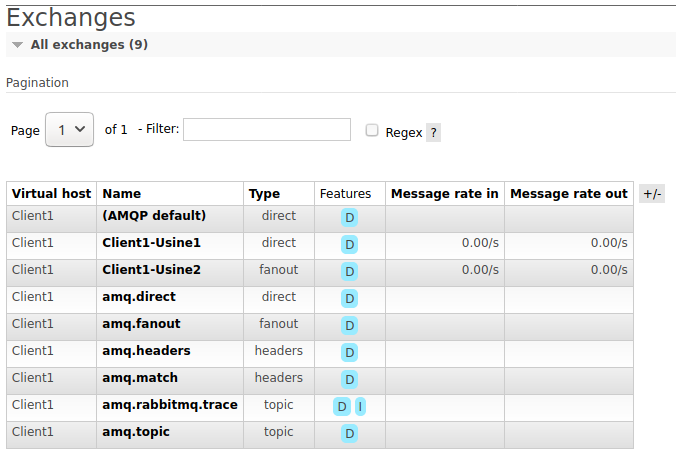 Exchanges
All exchanges (9)
Pagination
Page 1 of 1 - Filter: Regex ?
Virtual host Name Type Features Message rate in Message rate out +/-
Client1 (AMQP default) direct D
Client1 Client1-Usine1 direct D 0.00/s 0.00/s
Client1 Client1-Usine2 fanout D 0.00/s 0.00/s
Client1 amq.direct direct D
Client1 amq.fanout fanout D
Client1 amq.headers headers D
Client1 amq.match headers D
Client1 amq.rabbitmq.trace topic D I
Client1 amq.topic topic D